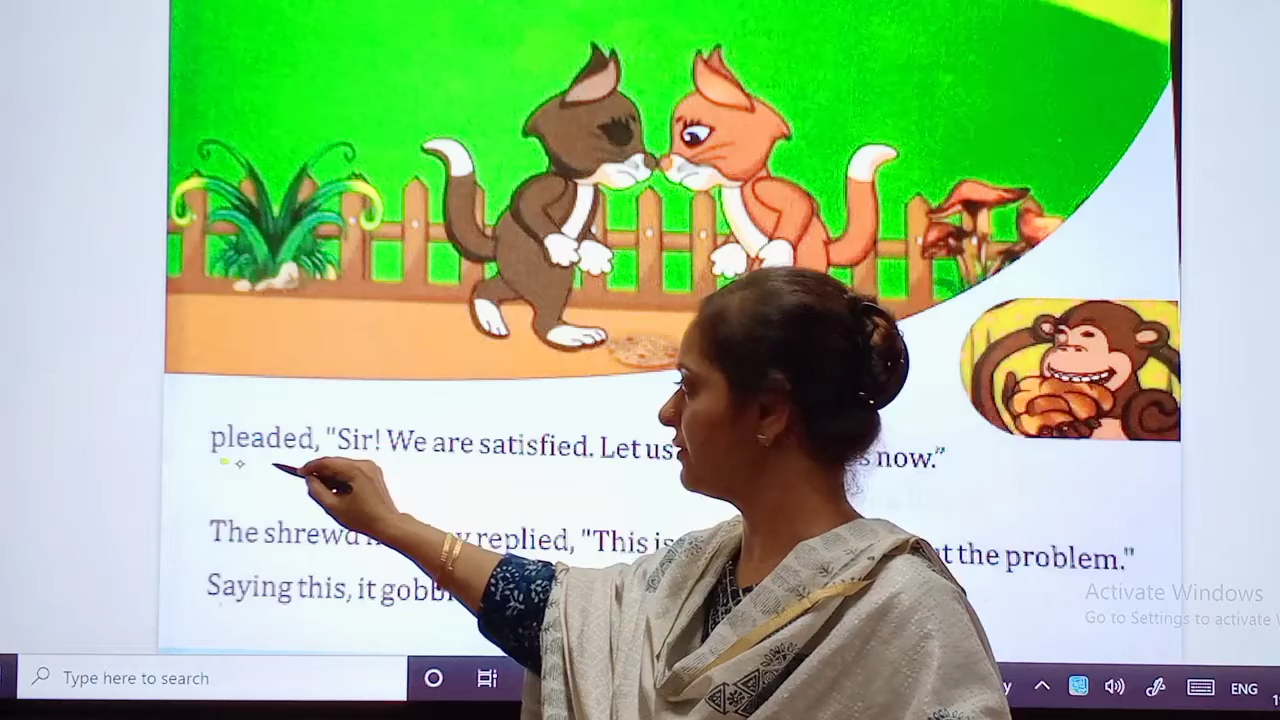 pleaded, "Sir! We are satisfied. Let us now."
The shrewd replied, "This is the problem."
Saying this, it
Activate Windows
Go to Settings to activate
Type here to search
ENG